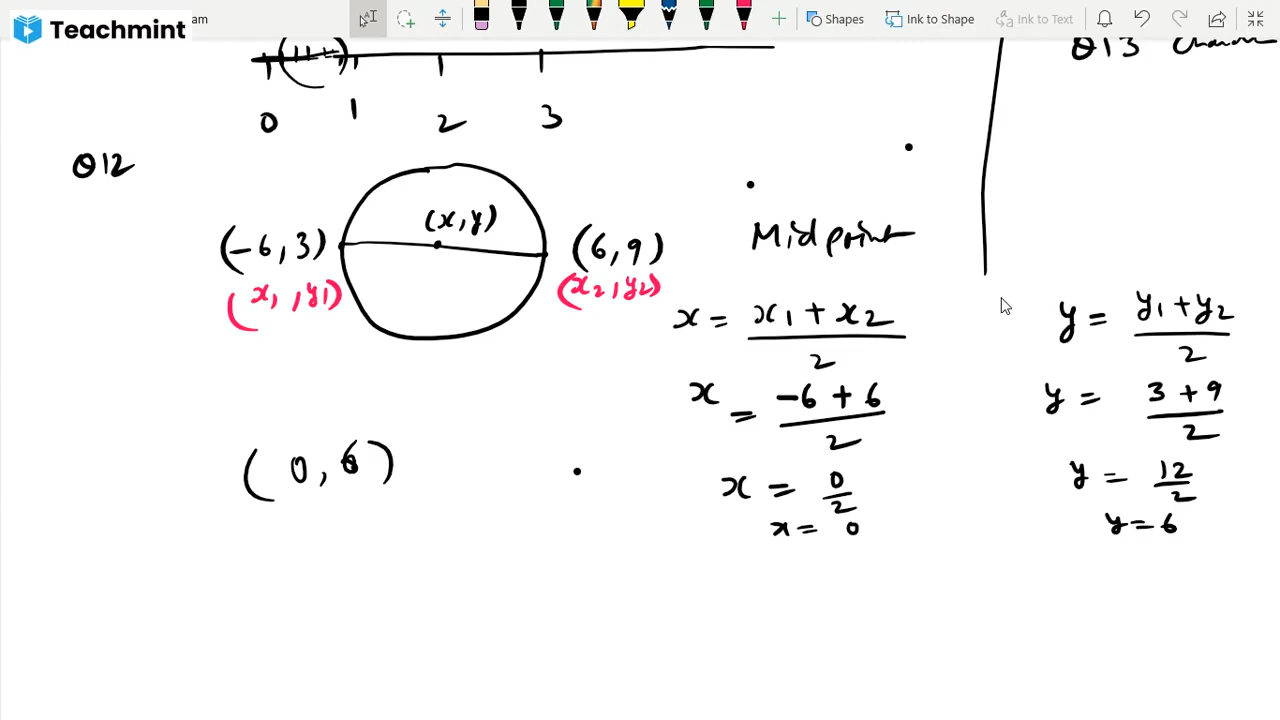 Teachmint
am
Shapes
Ink to Share
Ink to Text
0 1 2 3
Q13
Q12
(x,y)
(-6,3)
(x1,y1)
(6,9)
(x2,y2)
Midpoint
x = x1 + x2 / 2
x = -6 + 6 / 2
x = 0/2
x = 0
y = y1 + y2 / 2
y = 3 + 9 / 2
y = 12/2
y = 6
(0,6)